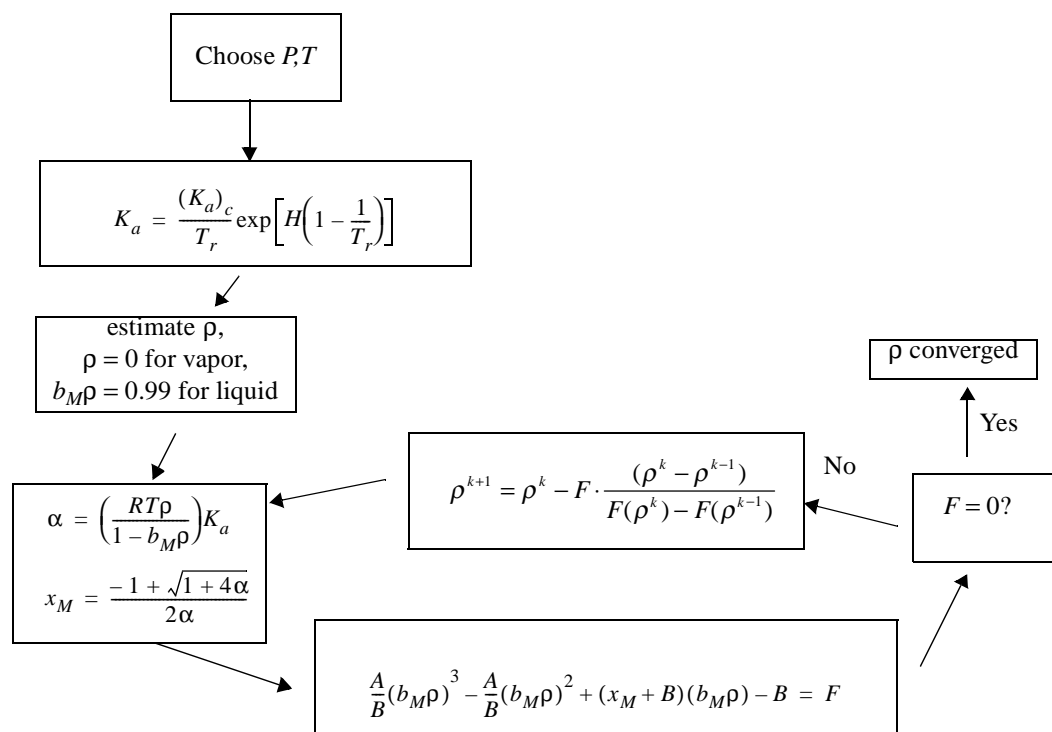 Choose P,T
K_a = (K_a)_c / T_r exp[H(1 − 1/T_r)]
estimate ρ,
ρ = 0 for vapor,
b_Mρ = 0.99 for liquid
α = (RTρ / (1 − b_Mρ))K_a
x_M = (−1 + √(1 + 4α)) / 2α
A/B (b_Mρ)^3 − A/B (b_Mρ)^2 + (x_M + B)(b_Mρ) − B = F
F = 0?
No
ρ^{k+1} = ρ^k − F · (ρ^k − ρ^{k−1}) / (F(ρ^k) − F(ρ^{k−1}))
Yes
ρ converged